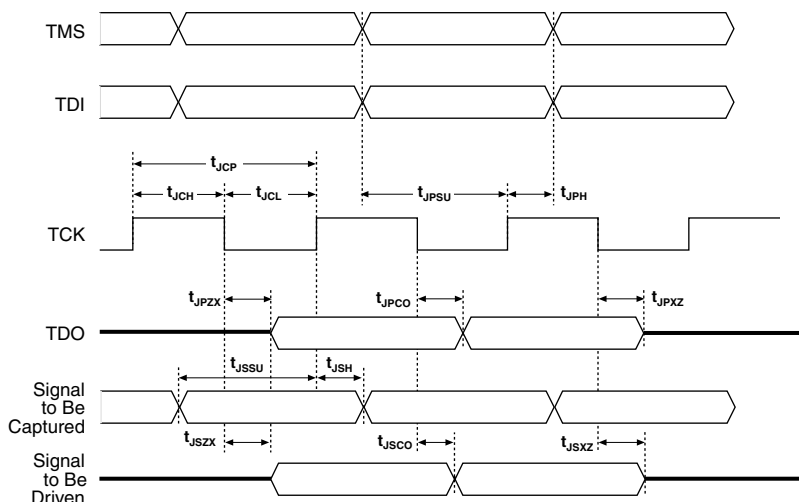 TMS
TDI
tJCP
tJCH
tJCL
tJPSU
tJPH
TCK
tJPZX
tJPCO
tJPXZ
TDO
tJSSU
tJSH
Signal
to Be
Captured
tJSZX
tJSCO
tJSXZ
Signal
to Be
Driven